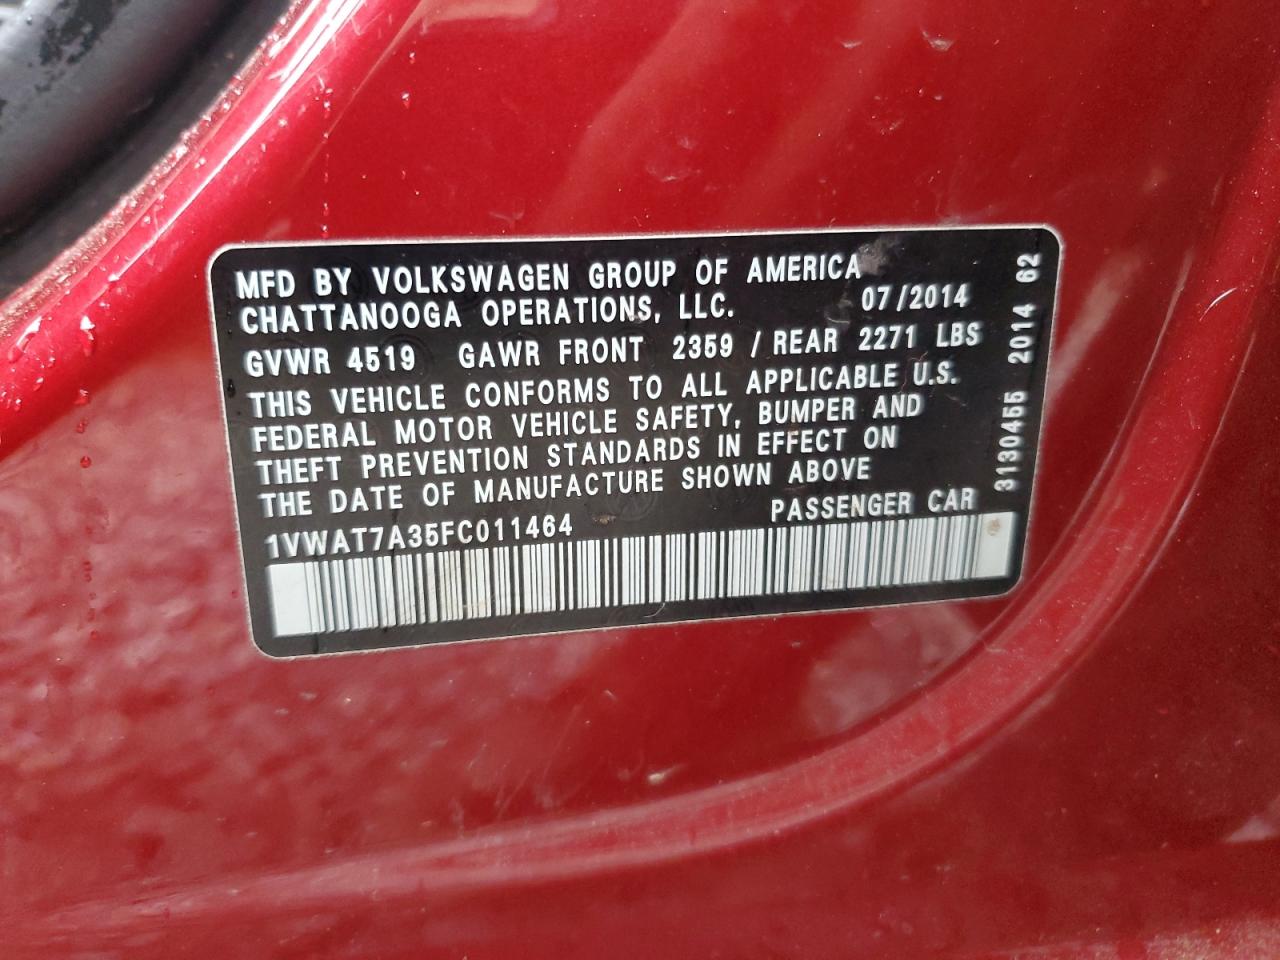 MFD BY VOLKSWAGEN GROUP OF AMERICA
CHATTANOOGA OPERATIONS, LLC. 07/2014
GVWR 4519 GAWR FRONT 2359 / REAR 2271 LBS
THIS VEHICLE CONFORMS TO ALL APPLICABLE U.S.
FEDERAL MOTOR VEHICLE SAFETY, BUMPER AND
THEFT PREVENTION STANDARDS IN EFFECT ON
THE DATE OF MANUFACTURE SHOWN ABOVE
1VWAT7A35FC011464 PASSENGER CAR
3130455 2014 62